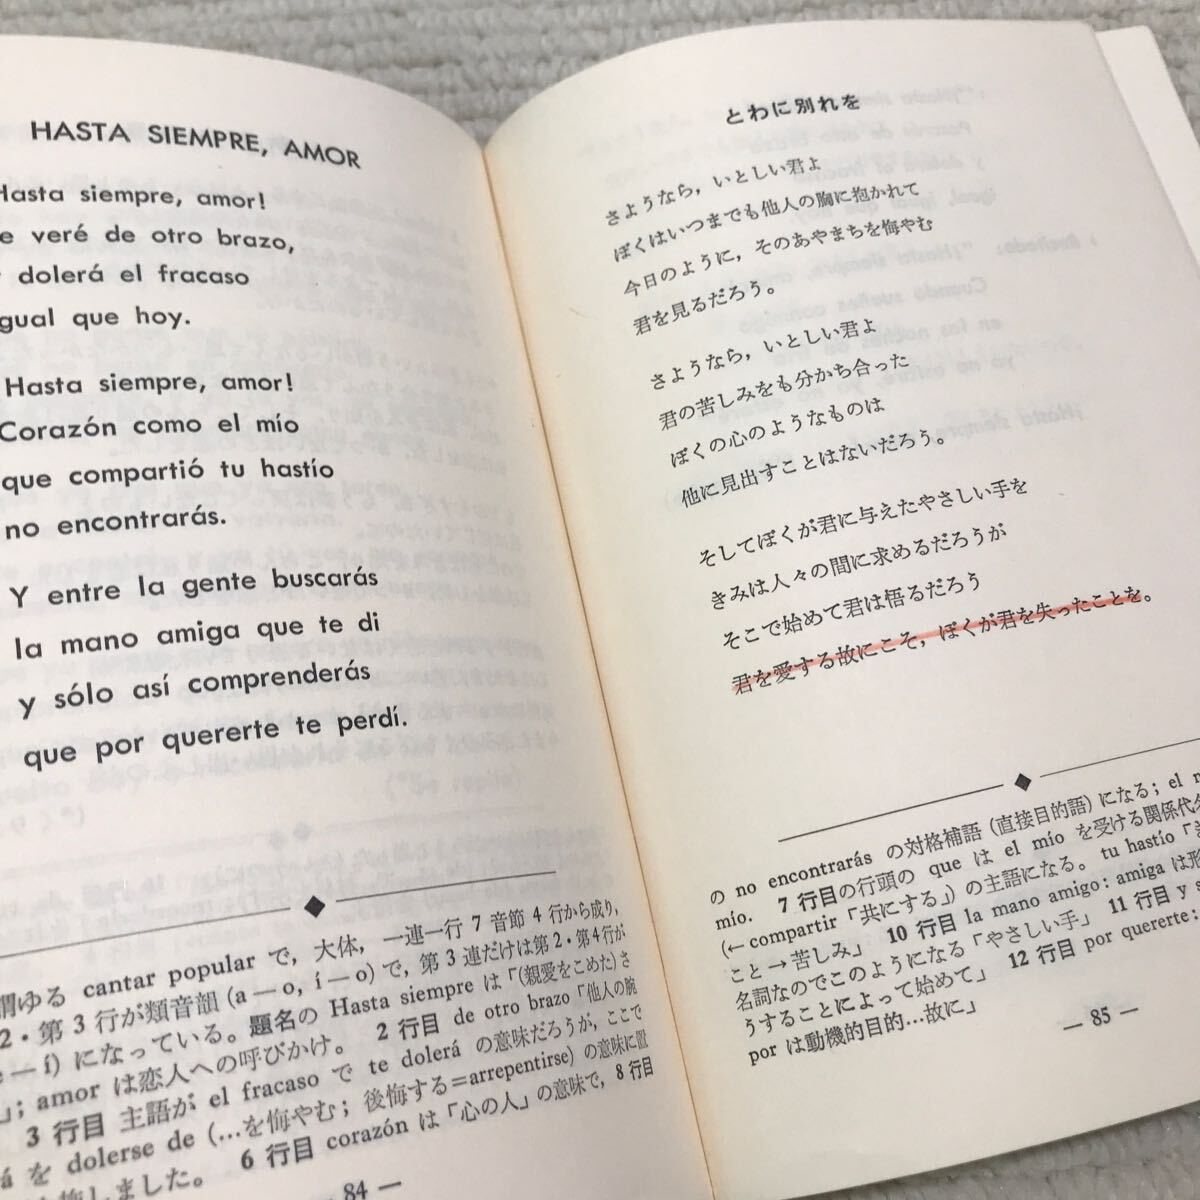 HASTA SIEMPRE, AMOR
Hasta siempre, amor!
e veré de otro brazo,
dolerá el fracaso
gual que hoy.
Hasta siempre, amor!
Corazón como el mío
que compartió tu hastío
no encontrarás.
Y entre la gente buscarás
la mano amiga que te di
y sólo así comprenderás
que por quererte te perdí.
謂ゆる cantar popular で，大体，一連一行 7 音節 4 行から成り，
2・第 3 行が類音韻 (a—o, í—o) で，第 3 連だけは第 2・第 4 行が
e—í) になっている。題名の Hasta siempre は「(親愛をこめた) さ
」; amor は恋人への呼びかけ。 2 行目 de otro brazo「他人の腕
3 行目 主語が el fracaso で te dolerá の意味だろうが，ここで
á を dolerse de (…を悔やむ; 後悔する=arrepentirse) の意味に置
しました。 6 行目 corazón は「心の人」の意味で，8 行目
— 84 —
とわに別れを
さようなら，いとしい君よ
ぼくはいつまでも他人の胸に抱かれて
今日のように，そのあやまちを悔やむ
君を見るだろう。
さようなら，いとしい君よ
君の苦しみをも分かち合った
ぼくの心のようなものは
他に見出すことはないだろう。
そしてぼくが君に与えたやさしい手を
きみは人々の間に求めるだろうが
そこで始めて君は悟るだろう
君を愛する故にこそ，ぼくが君を失ったことを。
の no encontrarás の対格補語 (直接目的語) になる; el m
mío. 7 行目の行頭の que は el mío を受ける関係代名
(← compartir「共にする」) の主語になる。tu hastío「
こと→苦しみ」 10 行目 la mano amigo: amiga は形
名詞なのでこのようになる「やさしい手」 11 行目 y s
うすることによって始めて」 12 行目 por quererte:
por は動機的目的…故に」
— 85 —